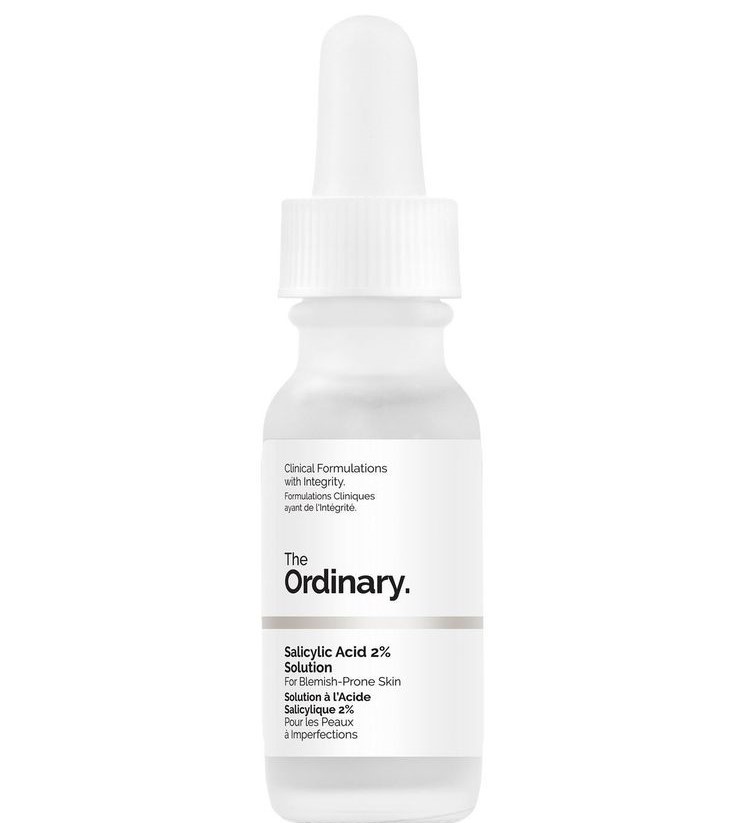 Clinical Formulations
with Integrity.
Formulations Cliniques
ayant de l'Intégrité.
The
Ordinary.
Salicylic Acid 2%
Solution
For Blemish-Prone Skin
Solution à l'Acide
Salicylique 2%
Pour les Peaux
à Imperfections